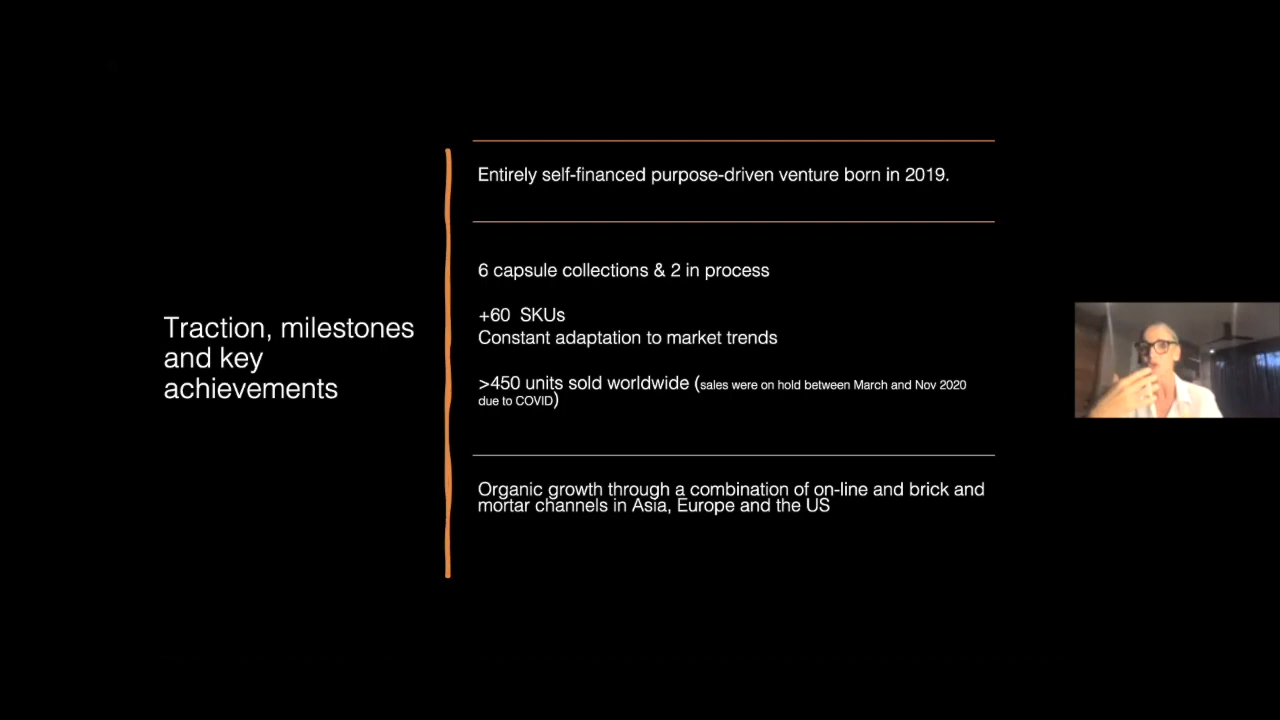 Traction, milestones
and key
achievements
Entirely self-financed purpose-driven venture born in 2019.
6 capsule collections & 2 in process
+60 SKUs
Constant adaptation to market trends
>450 units sold worldwide (sales were on hold between March and Nov 2020
due to COVID)
Organic growth through a combination of on-line and brick and
mortar channels in Asia, Europe and the US